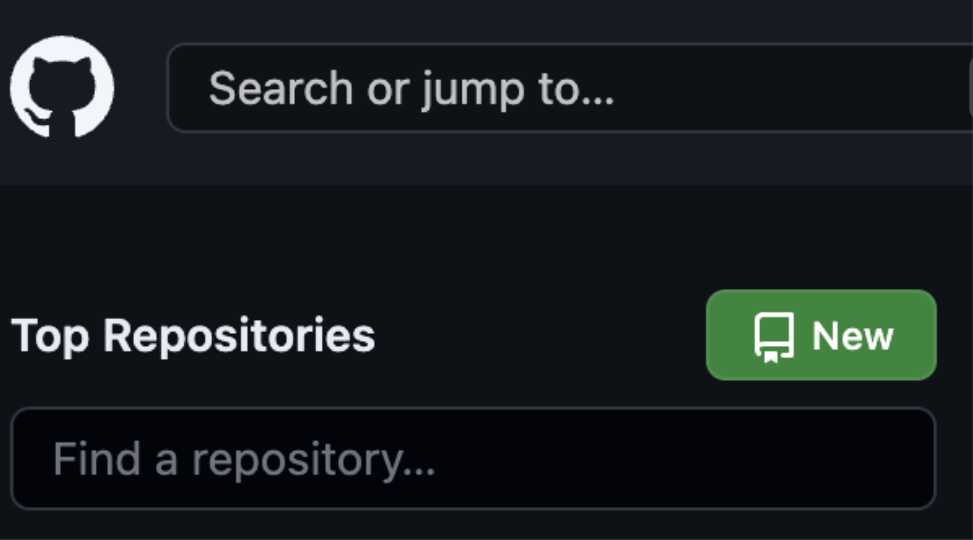 Search or jump to...
Top Repositories
New
Find a repository...